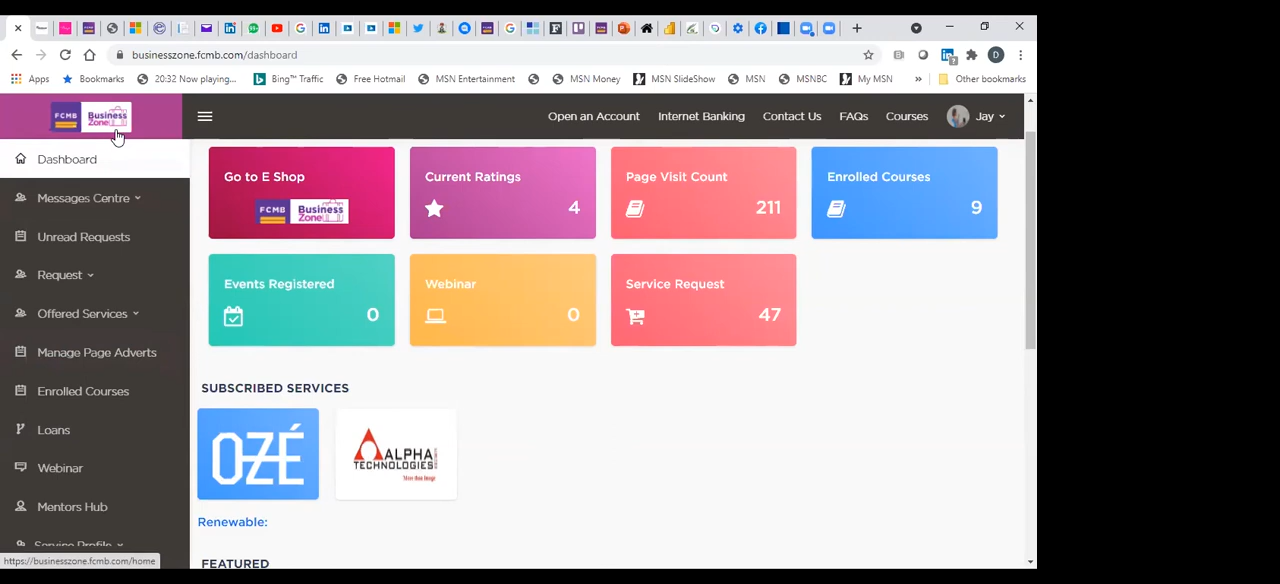 businesszone.fcmb.com/dashboard
Apps Bookmarks 20:32 Now playing... Bing™ Traffic Free Hotmail MSN Entertainment MSN Money MSN SlideShow MSN MSNBC My MSN » Other bookmarks
FCMB Business Zone
Open an Account Internet Banking Contact Us FAQs Courses Jay
Dashboard
Messages Centre
Unread Requests
Request
Offered Services
Manage Page Adverts
Enrolled Courses
Loans
Webinar
Mentors Hub
Service Profile
https://businesszone.fcmb.com/home
Go to E Shop
FCMB Business Zone
Current Ratings
4
Page Visit Count
211
Enrolled Courses
9
Events Registered
0
Webinar
0
Service Request
47
SUBSCRIBED SERVICES
OZÉ
ALPHA
TECHNOLOGIES
Renewable:
FEATURED